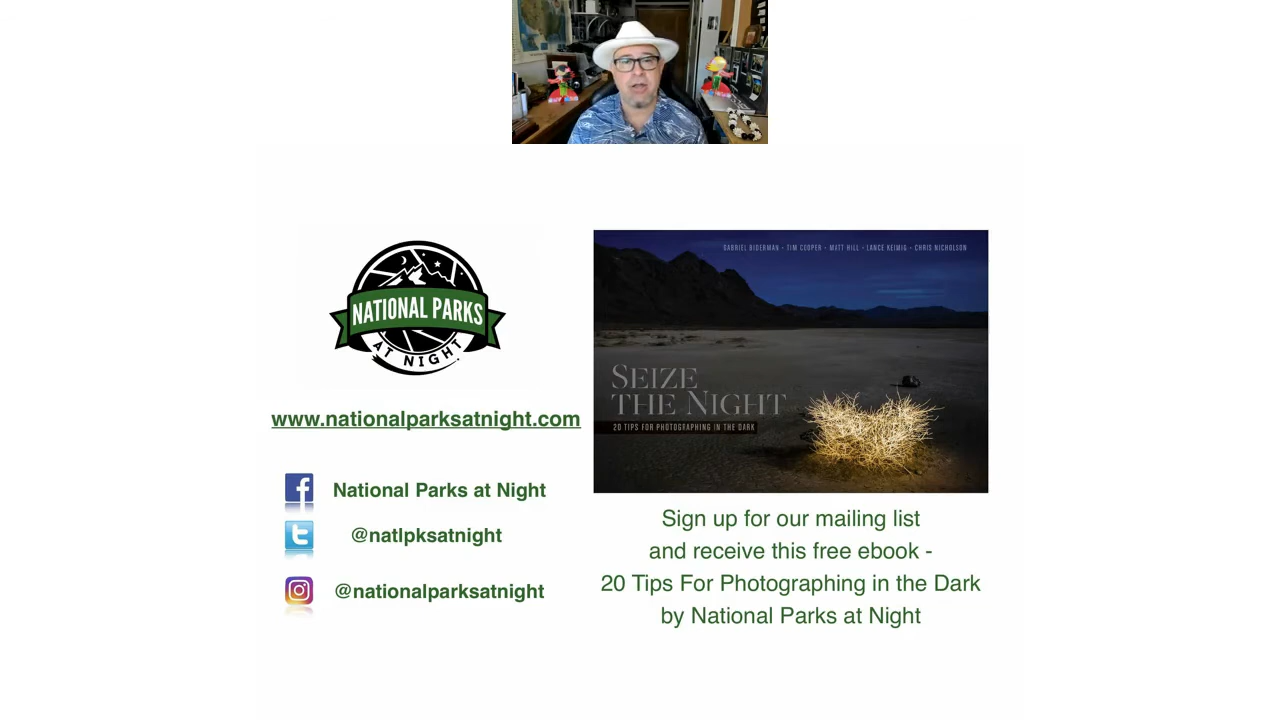 NATIONAL PARKS
AT NIGHT
www.nationalparksatnight.com
National Parks at Night
@natlpksatnight
@nationalparksatnight
GABRIEL BIDERMAN - TIM COOPER - MATT HILL - LANCE KEIMIG - CHRIS NICHOLSON
SEIZE
THE NIGHT
20 TIPS FOR PHOTOGRAPHING IN THE DARK
Sign up for our mailing list
and receive this free ebook -
20 Tips For Photographing in the Dark
by National Parks at Night